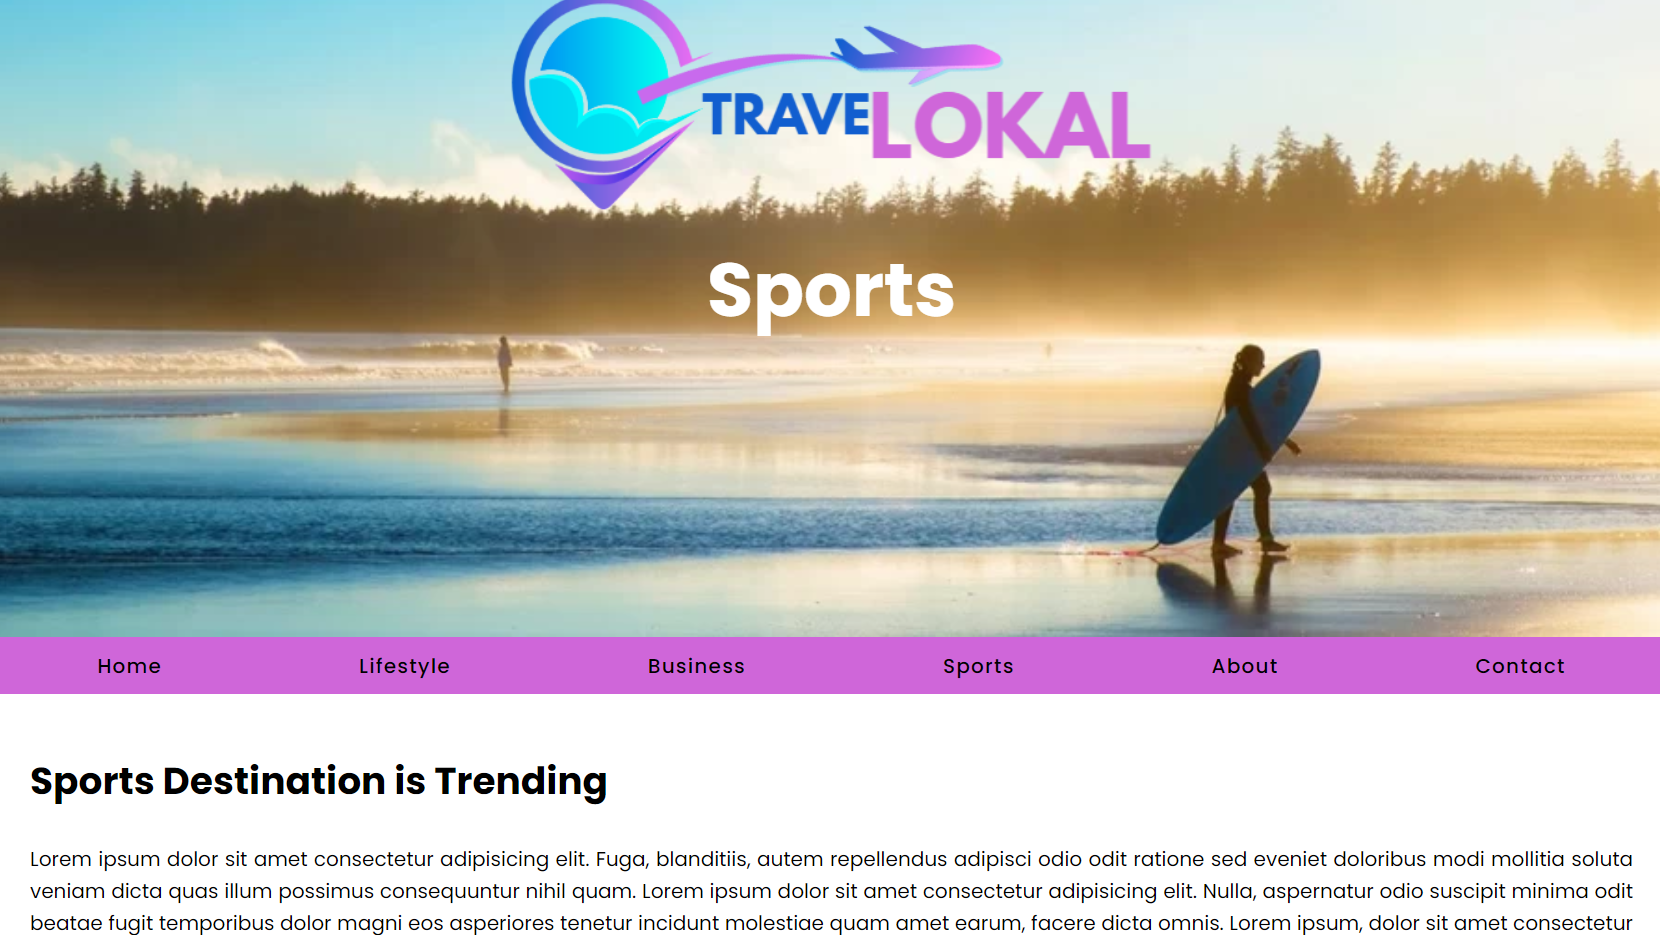 TRAVELOKAL
Sports
Home Lifestyle Business Sports About Contact
Sports Destination is Trending
Lorem ipsum dolor sit amet consectetur adipisicing elit. Fuga, blanditiis, autem repellendus adipisci odio odit ratione sed eveniet doloribus modi mollitia soluta
veniam dicta quas illum possimus consequuntur nihil quam. Lorem ipsum dolor sit amet consectetur adipisicing elit. Nulla, aspernatur odio suscipit minima odit
beatae fugit temporibus dolor magni eos asperiores tenetur incidunt molestiae quam amet earum, facere dicta omnis. Lorem ipsum, dolor sit amet consectetur